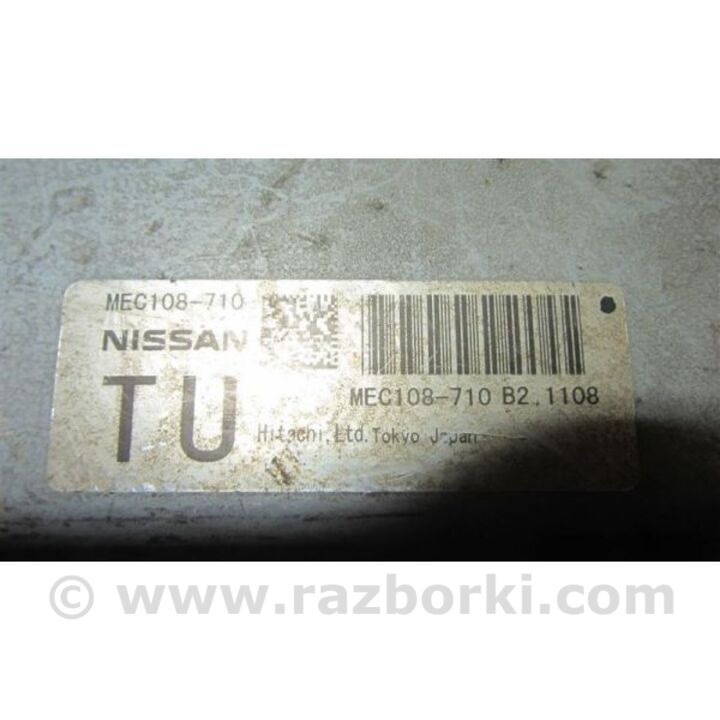 MEC108-710
NISSAN
TU
MEC108-710 B2.1108
Hitachi,Ltd.Tokyo Japan
© www.razborki.com